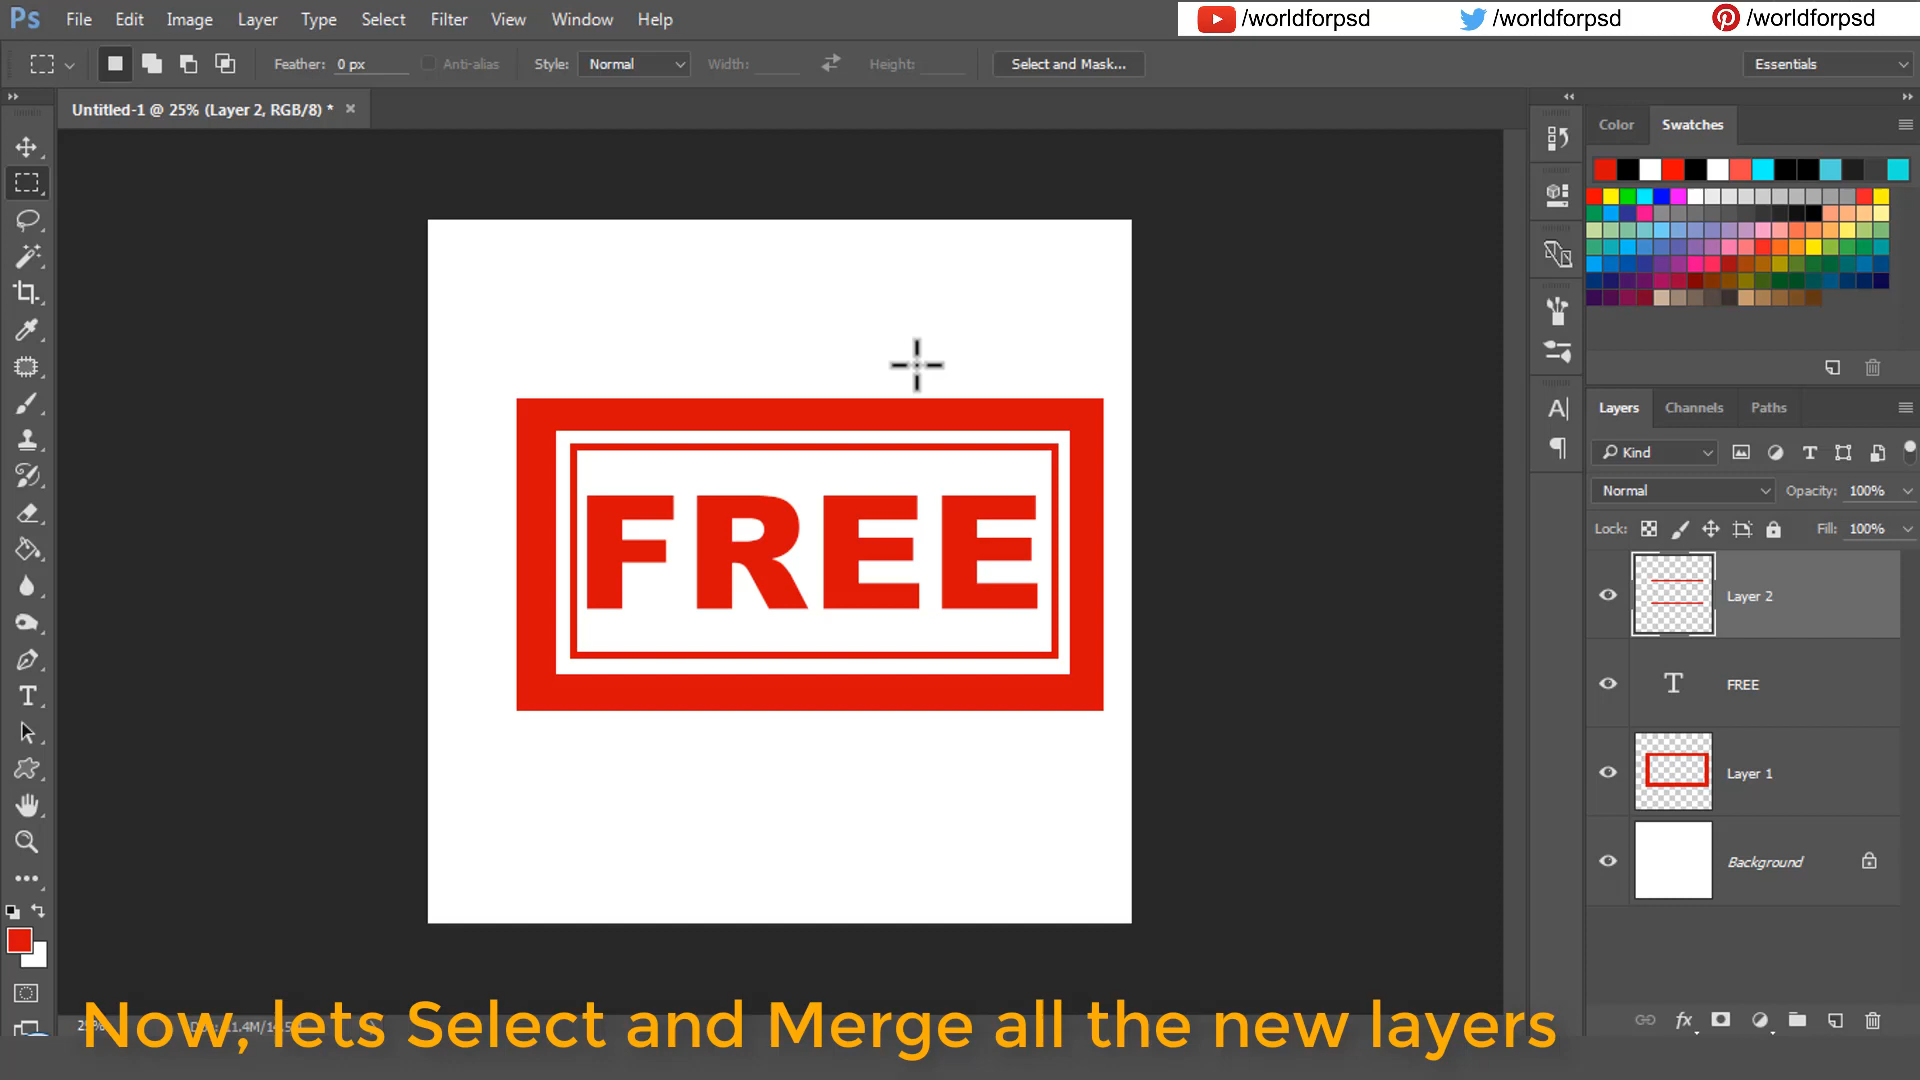 Ps File Edit Image Layer Type Select Filter View Window Help
/worldforpsd /worldforpsd /worldforpsd
Feather: 0 px Anti-alias Style: Normal Width: Height: Select and Mask... Essentials
Untitled-1 @ 25% (Layer 2, RGB/8) * ×
Color Swatches
FREE
Layers Channels Paths
Kind
Normal Opacity: 100%
Lock: Fill: 100%
Layer 2
FREE
Layer 1
Background
Now, lets Select and Merge all the new layers